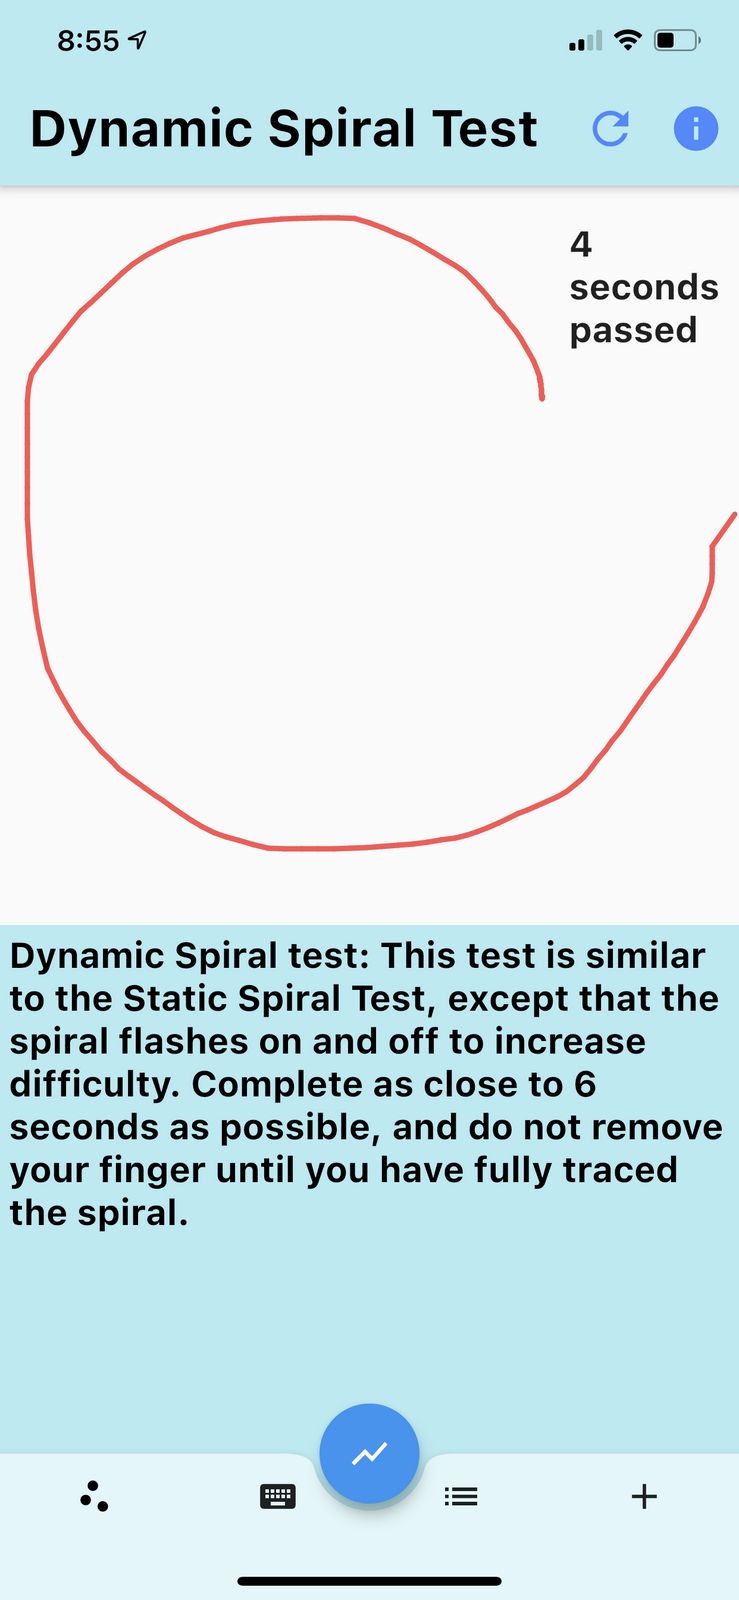 8:55
Dynamic Spiral Test
4
seconds
passed
Dynamic Spiral test: This test is similar
to the Static Spiral Test, except that the
spiral flashes on and off to increase
difficulty. Complete as close to 6
seconds as possible, and do not remove
your finger until you have fully traced
the spiral.